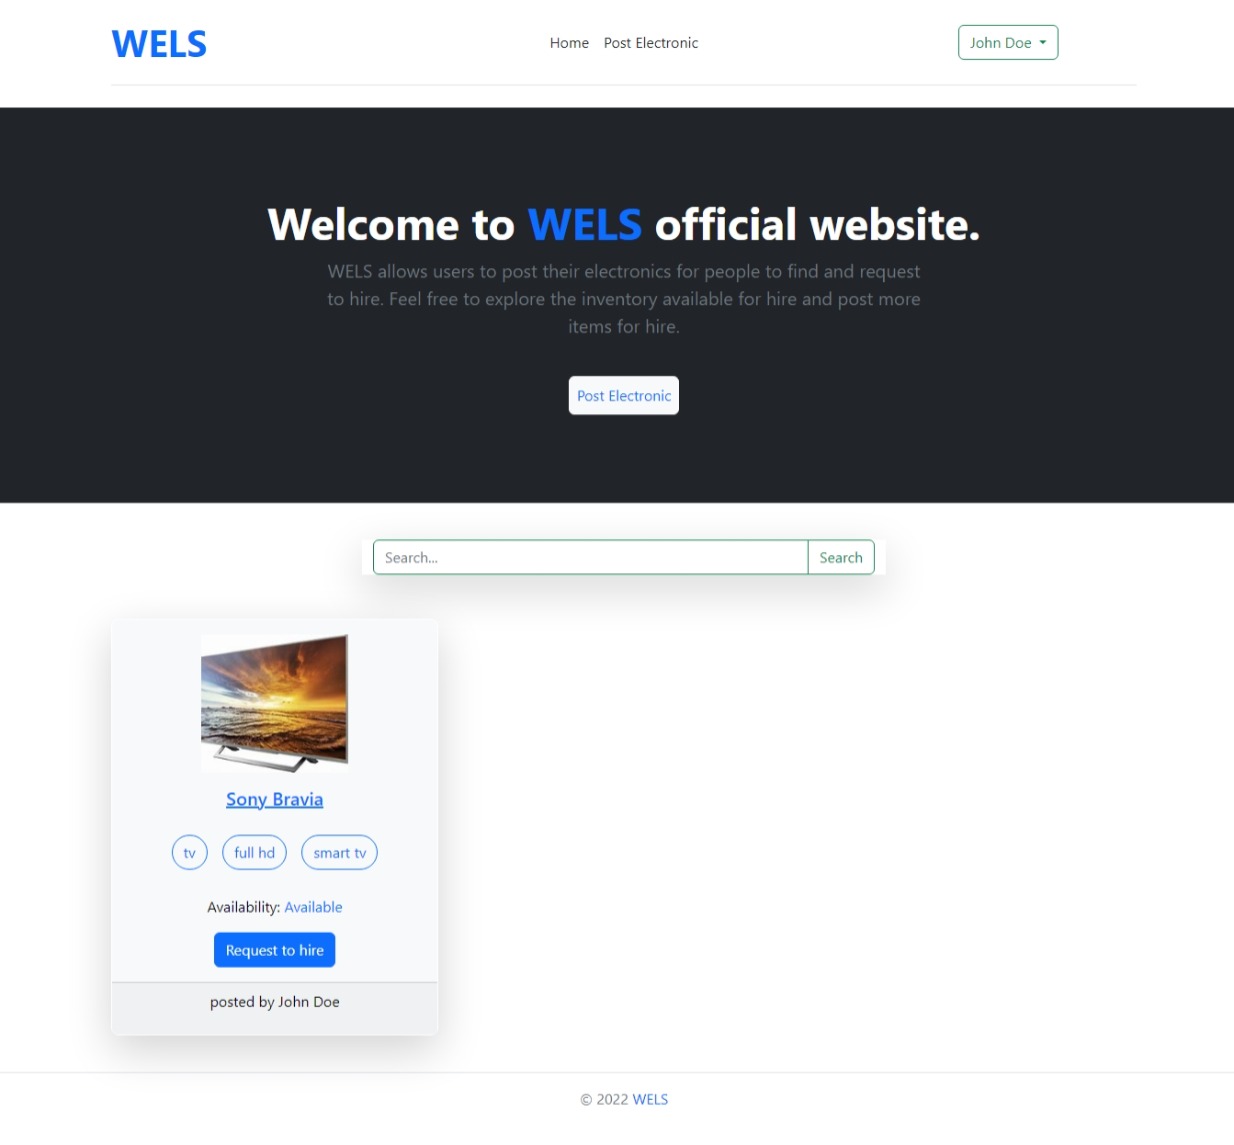 WELS
Home Post Electronic
John Doe
Welcome to WELS official website.
WELS allows users to post their electronics for people to find and request
to hire. Feel free to explore the inventory available for hire and post more
items for hire.
Post Electronic
Search... Search
Sony Bravia
tv full hd smart tv
Availability: Available
Request to hire
posted by John Doe
© 2022 WELS